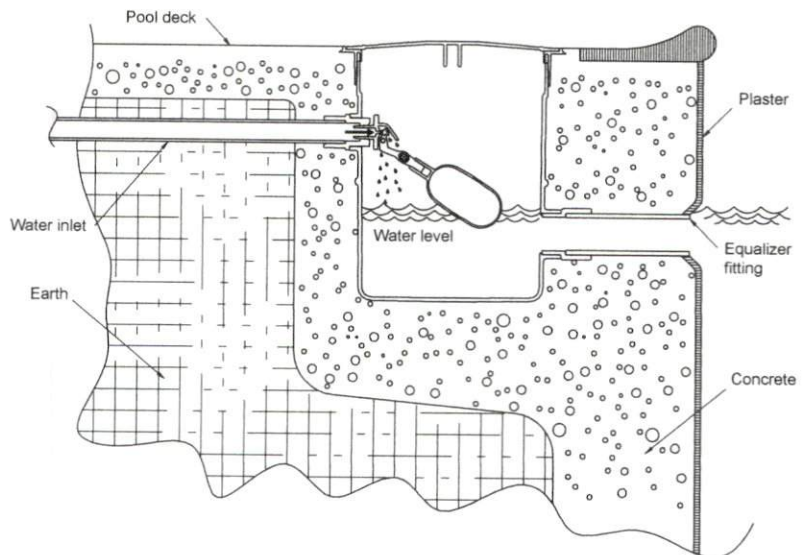 Pool deck
Plaster
Water inlet
Water level
Equalizer
fitting
Earth
Concrete